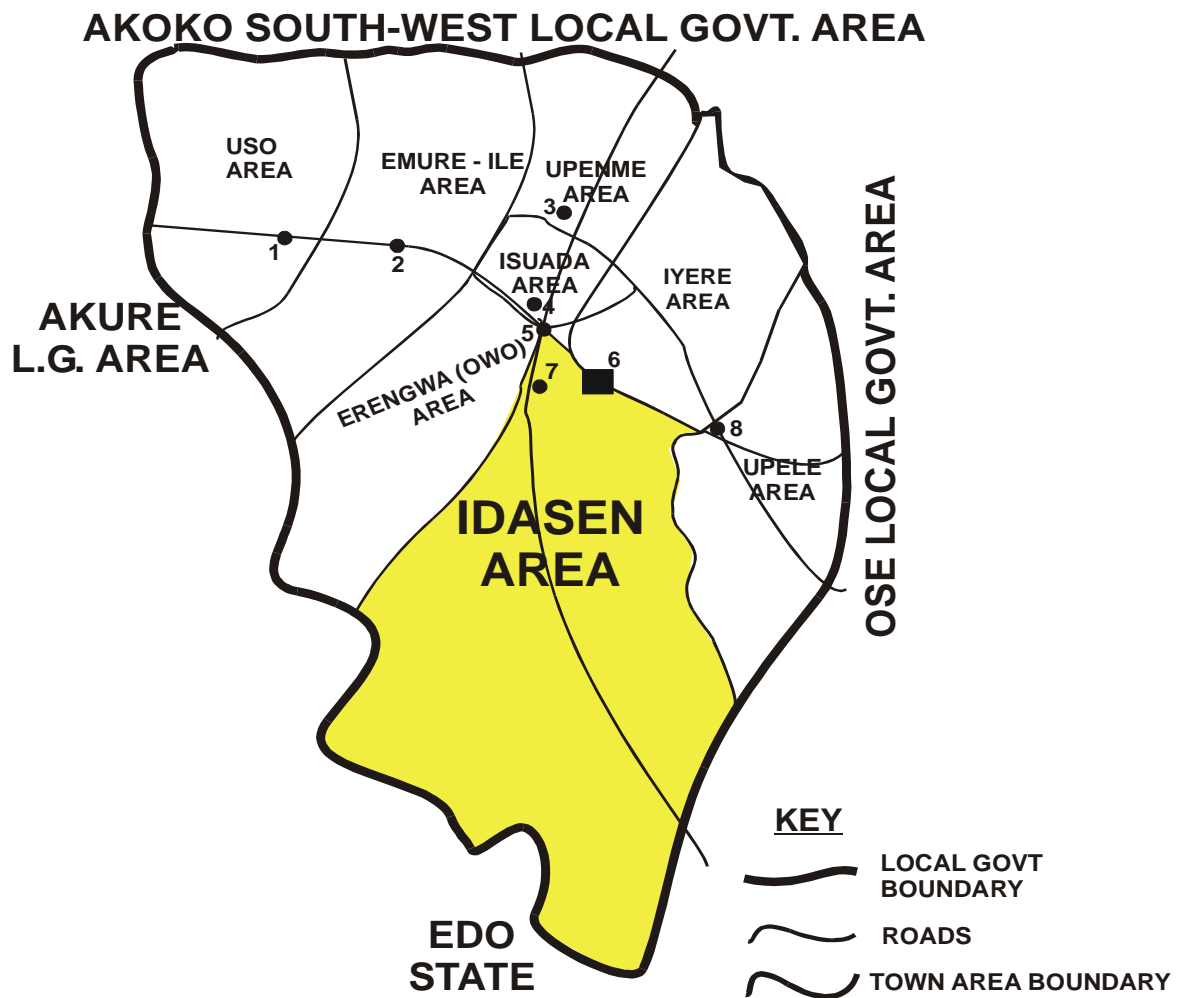 AKOKO SOUTH-WEST LOCAL GOVT. AREA
USO
AREA
EMURE - ILE
AREA
UPENME
AREA
3
1
2
ISUADA
AREA
4
IYERE
AREA
OSE LOCAL GOVT. AREA
AKURE
L.G. AREA
5
6
7
ERENGWA (OWO)
AREA
8
UPELE
AREA
IDASEN
AREA
EDO
STATE
KEY
LOCAL GOVT
BOUNDARY
ROADS
TOWN AREA BOUNDARY